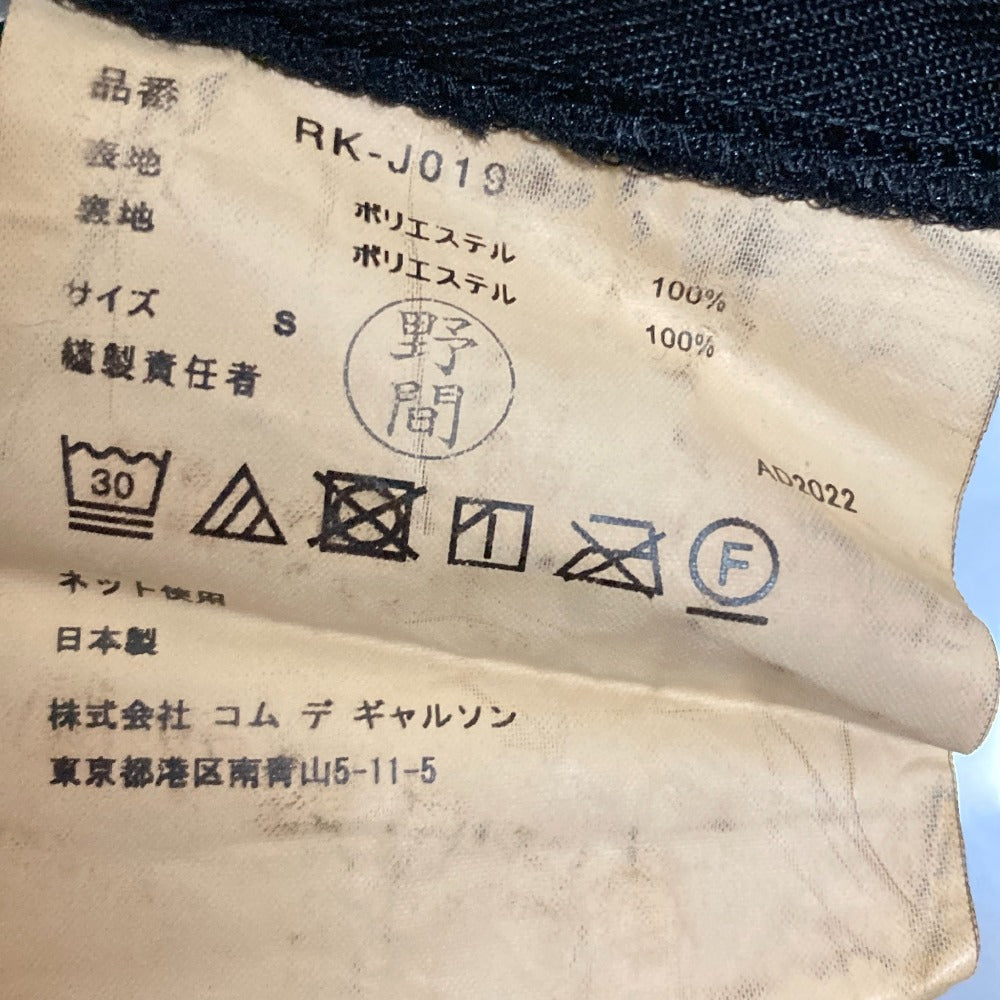 品番 RK-J019
表地 ポリエステル 100%
裏地 ポリエステル 100%
サイズ S
縫製責任者 野間
AD2022
30
F
ネット使用
日本製
株式会社 コム デ ギャルソン
東京都港区南青山5-11-5